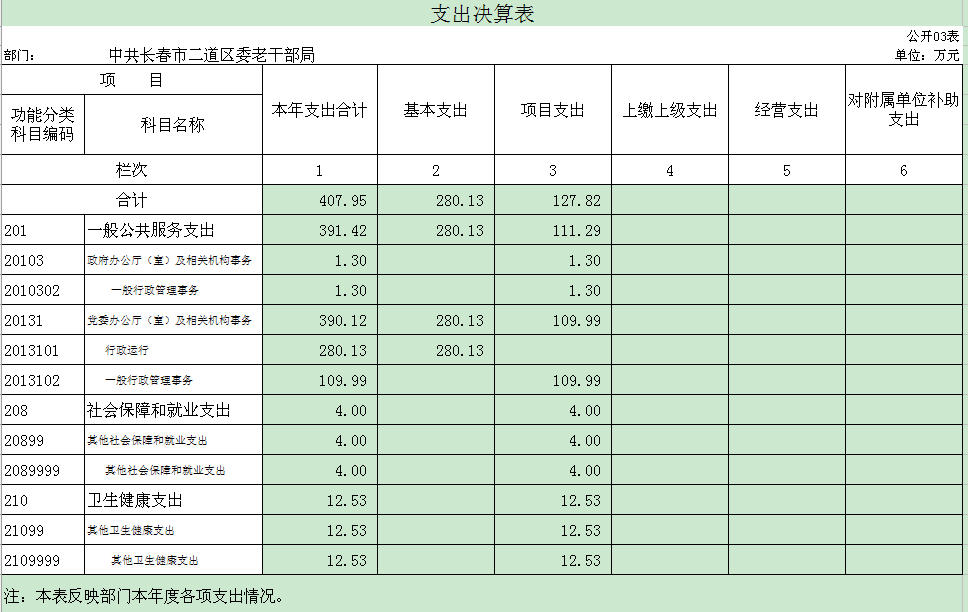 支出决算表
公开03表
部门： 中共长春市二道区委老干部局 单位：万元
项 目 本年支出合计 基本支出 项目支出 上缴上级支出 经营支出 对附属单位补助支出
功能分类科目编码 科目名称
栏次 1 2 3 4 5 6
合计 407.95 280.13 127.82
201 一般公共服务支出 391.42 280.13 111.29
20103 政府办公厅（室）及相关机构事务 1.30 1.30
2010302 一般行政管理事务 1.30 1.30
20131 党委办公厅（室）及相关机构事务 390.12 280.13 109.99
2013101 行政运行 280.13 280.13
2013102 一般行政管理事务 109.99 109.99
208 社会保障和就业支出 4.00 4.00
20899 其他社会保障和就业支出 4.00 4.00
2089999 其他社会保障和就业支出 4.00 4.00
210 卫生健康支出 12.53 12.53
21099 其他卫生健康支出 12.53 12.53
2109999 其他卫生健康支出 12.53 12.53
注：本表反映部门本年度各项支出情况。